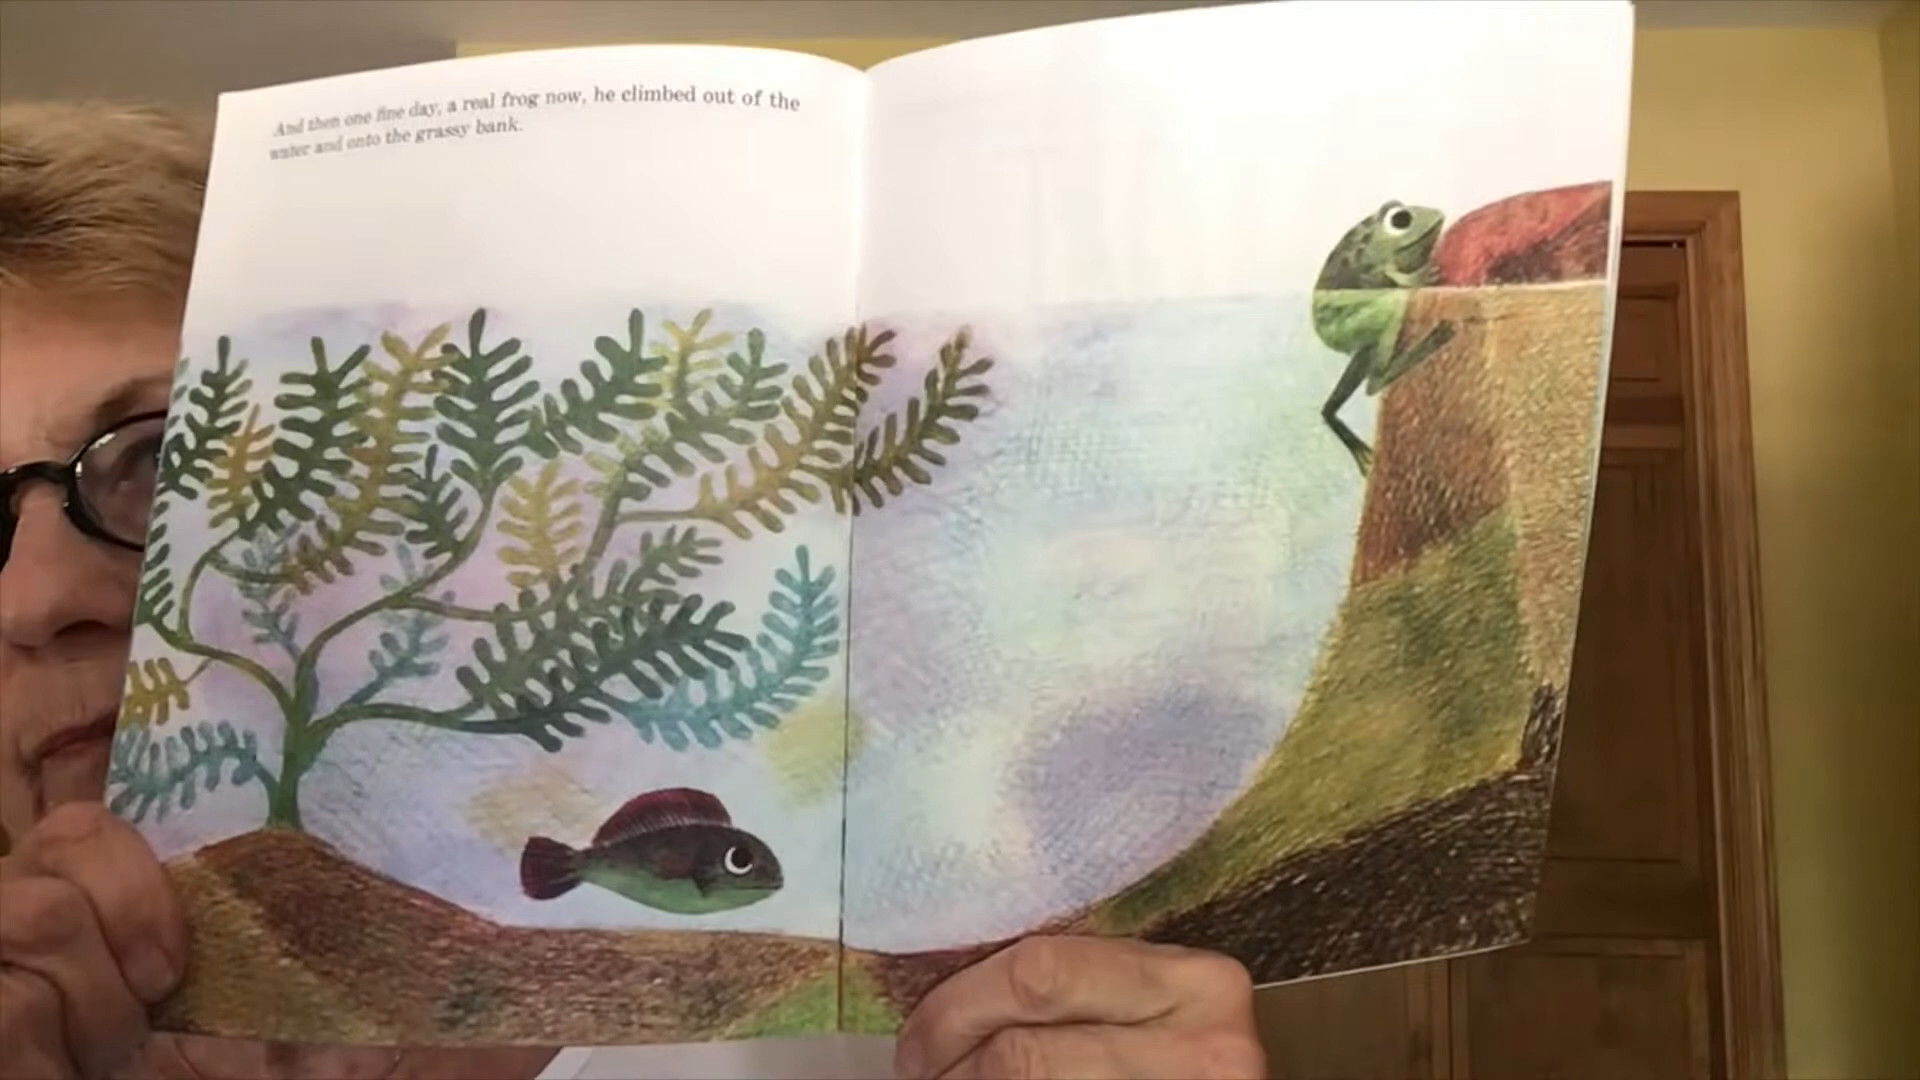 And then one fine day, a real frog now, he climbed out of the
water and onto the grassy bank.